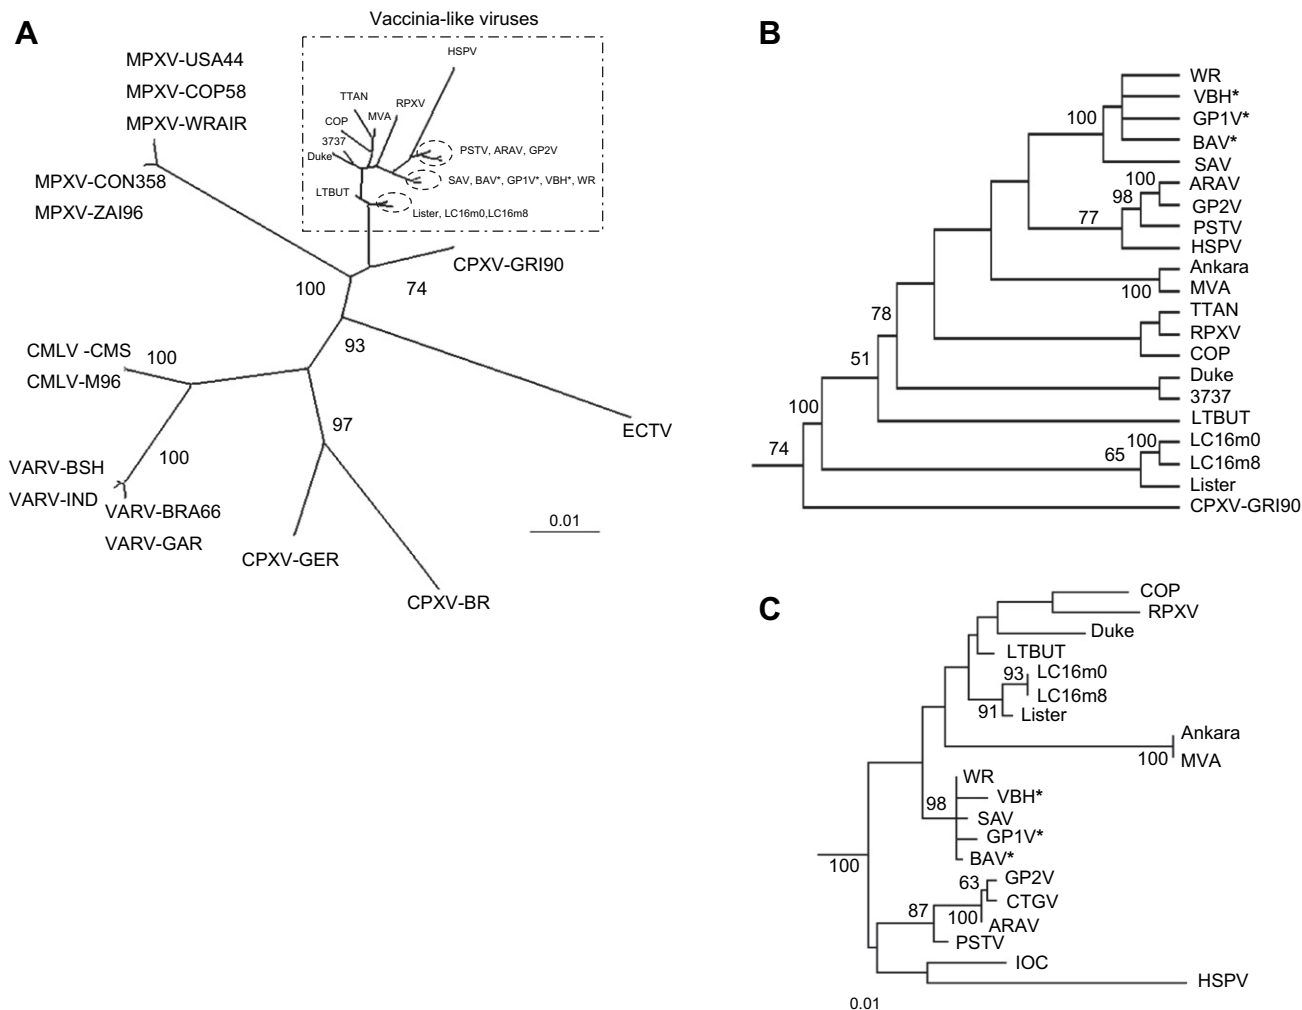 A
Vaccinia-like viruses
MPXV-USA44
MPXV-COP58
MPXV-WRAIR
MPXV-CON358
MPXV-ZAI96
HSPV
TTAN
RPXV
MVA
COP
3737
Duke
PSTV, ARAV, GP2V
SAV, BAV*, GP1V*, VBH*, WR
LTBUT
Lister, LC16m0,LC16m8
CPXV-GRI90
100
74
93
CMLV -CMS
100
CMLV-M96
ECTV
97
100
VARV-BSH
VARV-IND
VARV-BRA66
VARV-GAR
CPXV-GER
CPXV-BR
0.01
B
WR
VBH*
100
GP1V*
BAV*
SAV
100
ARAV
98
GP2V
77
PSTV
HSPV
Ankara
100
MVA
TTAN
78
RPXV
COP
51
Duke
3737
100
LTBUT
100
LC16m0
74
65
LC16m8
Lister
CPXV-GRI90
C
COP
RPXV
Duke
LTBUT
93
LC16m0
LC16m8
91
Lister
Ankara
100
MVA
WR
VBH*
98
SAV
GP1V*
BAV*
100
GP2V
63
CTGV
87
100
ARAV
PSTV
IOC
HSPV
0.01